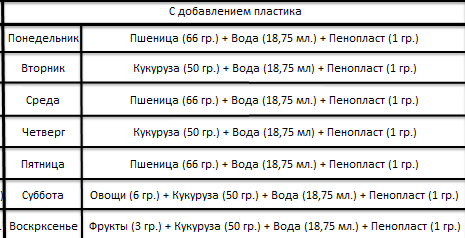 С добавлением пластика
Понедельник Пшеница (66 гр.) + Вода (18,75 мл.) + Пенопласт (1 гр.)
Вторник Кукуруза (50 гр.) + Вода (18,75 мл) + Пенопласт (1 гр.)
Среда Пшеница (66 гр.) + Вода (18,75 мл.) + Пенопласт (1 гр.)
Четверг Кукуруза (50 гр.) + Вода (18,75 мл) + Пенопласт (1 гр.)
Пятница Пшеница (66 гр.) + Вода (18,75 мл.) + Пенопласт (1 гр.)
Суббота Овощи (6 гр.) + Кукуруза (50 гр.) + Вода (18,75 мл.) + Пенопласт (1 гр.)
Воскрксенье Фрукты (3 гр.) + Кукуруза (50 гр.) + Вода (18,75 мл.) + Пенопласт (1 гр.)